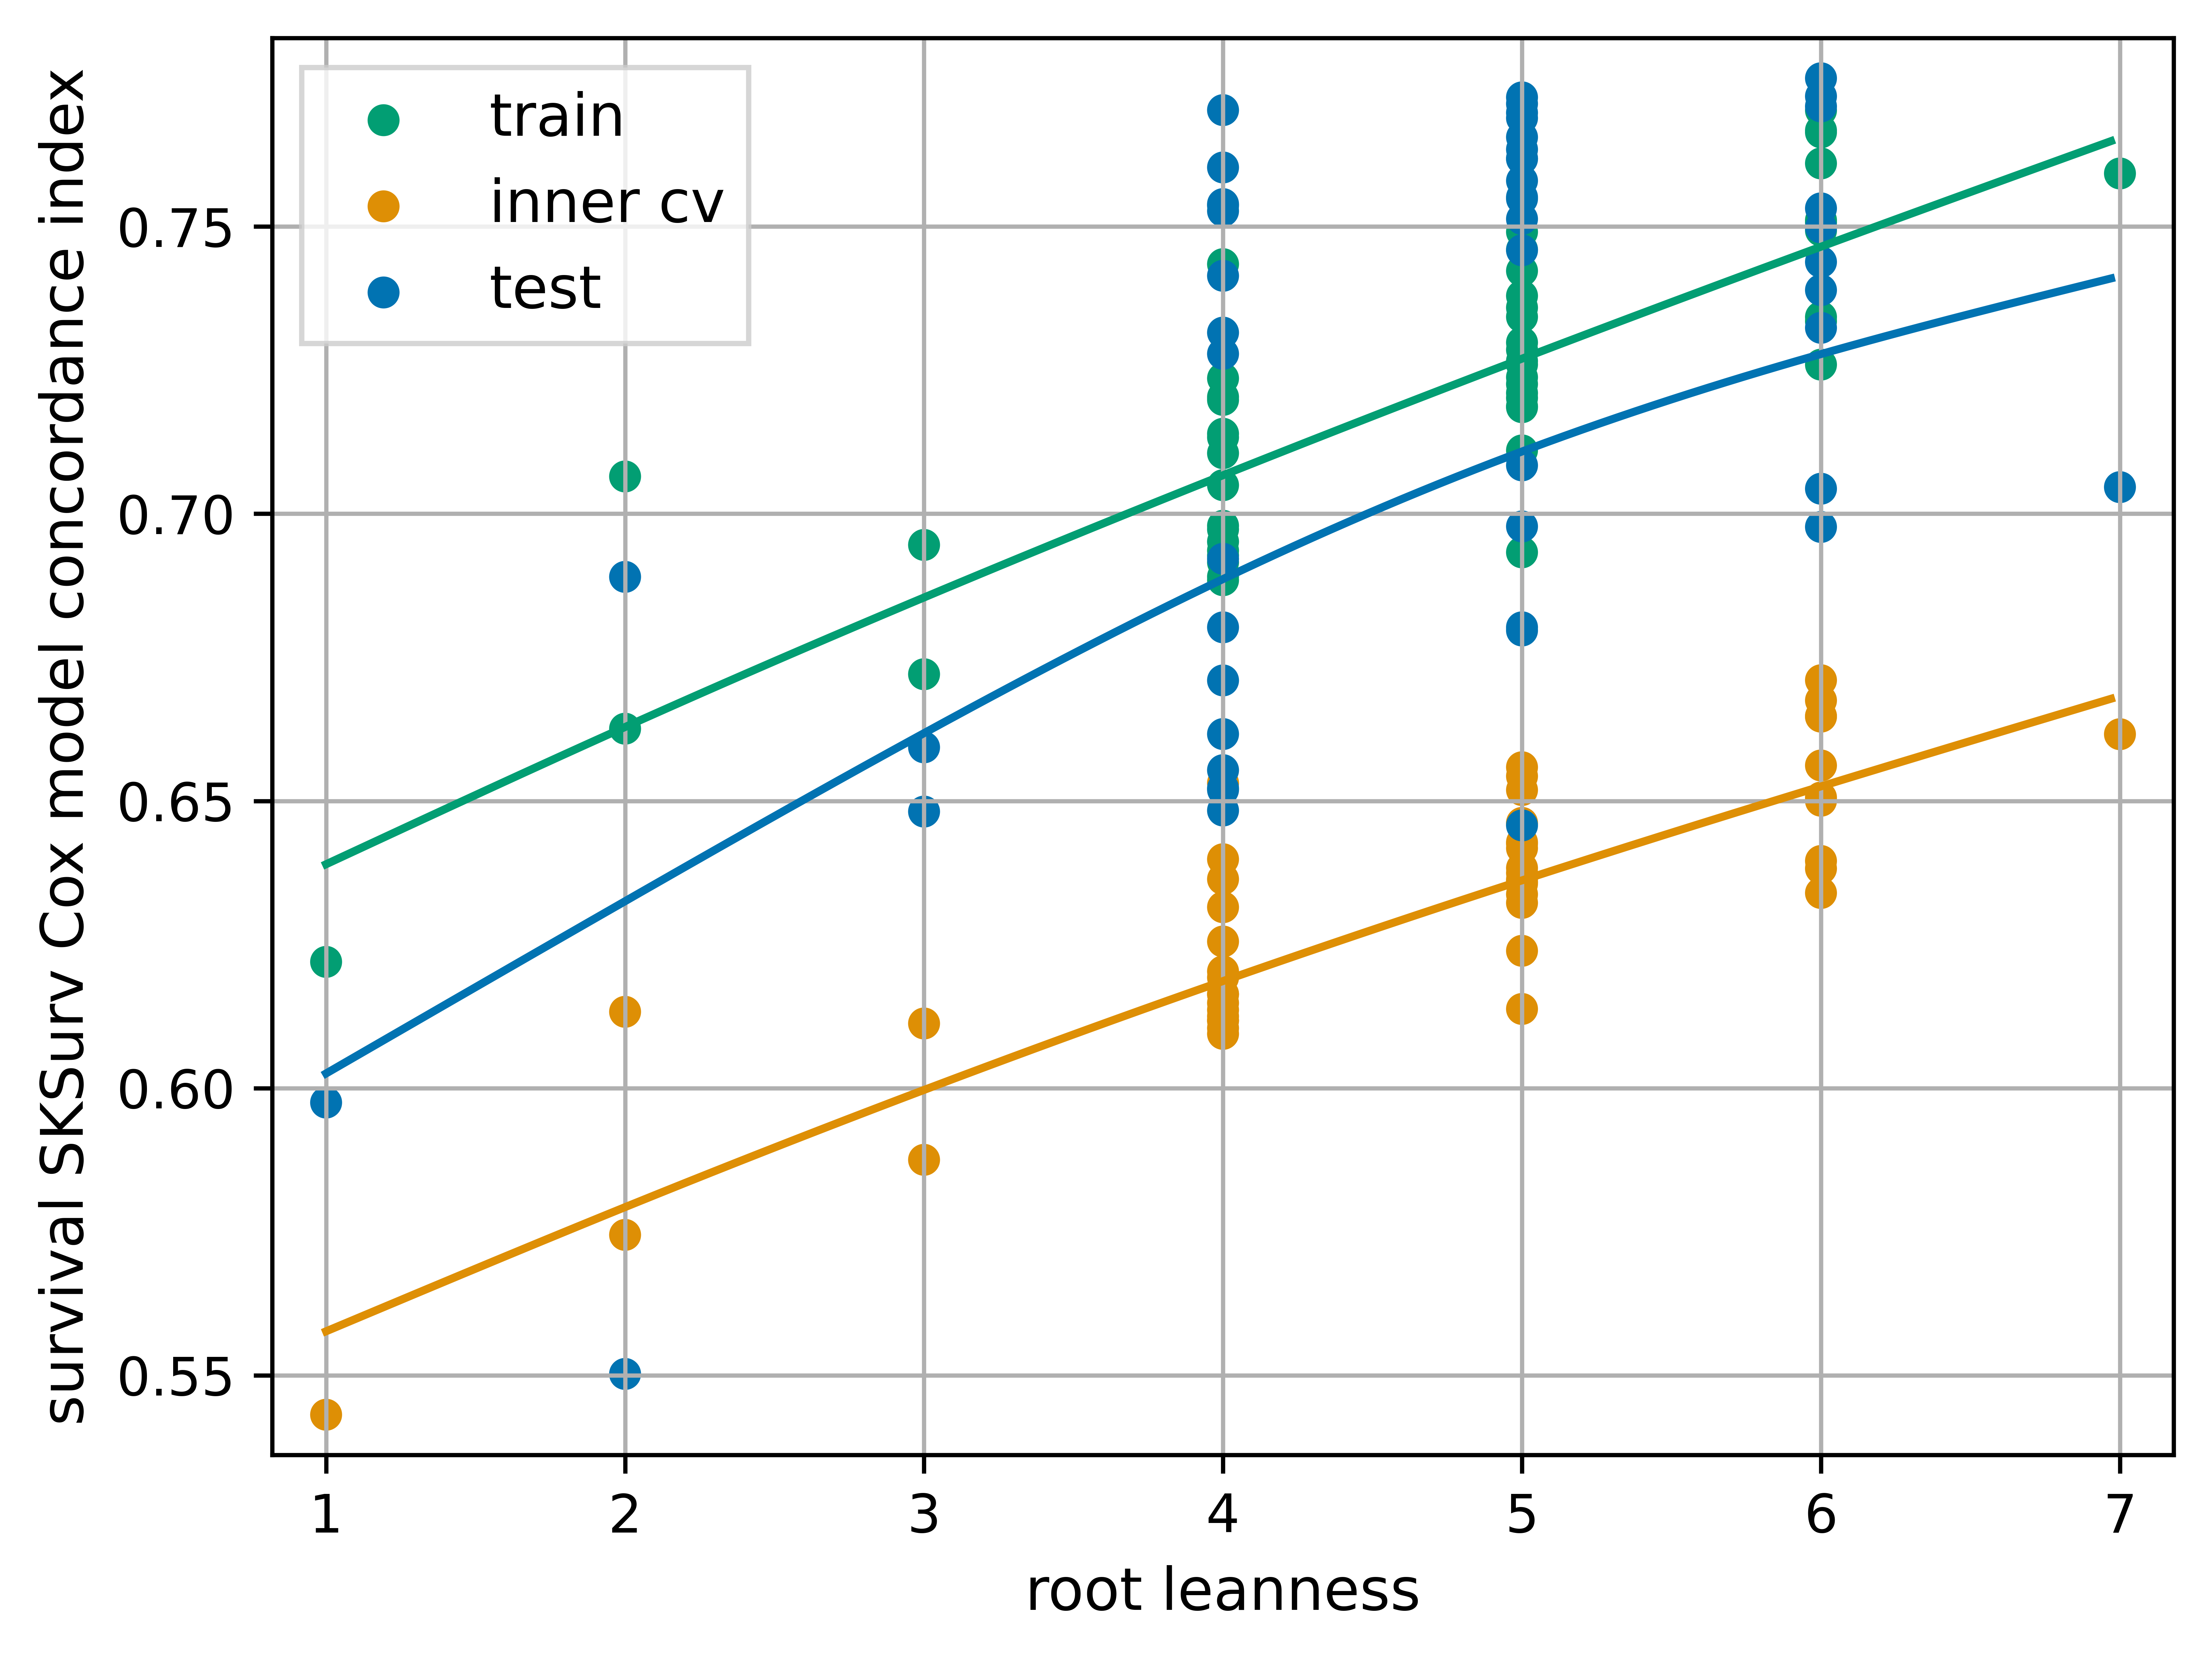 survival SKSurv Cox model concordance index
train
inner cv
test
0.75
0.70
0.65
0.60
0.55
1 2 3 4 5 6 7
root leanness